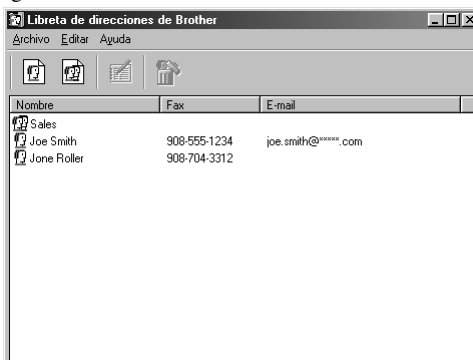 Libreta de direcciones de Brother
Archivo Editar Ayuda
Nombre Fax E-mail
Sales
Joe Smith 908-555-1234 joe.smith@*****.com
Jone Roller 908-704-3312